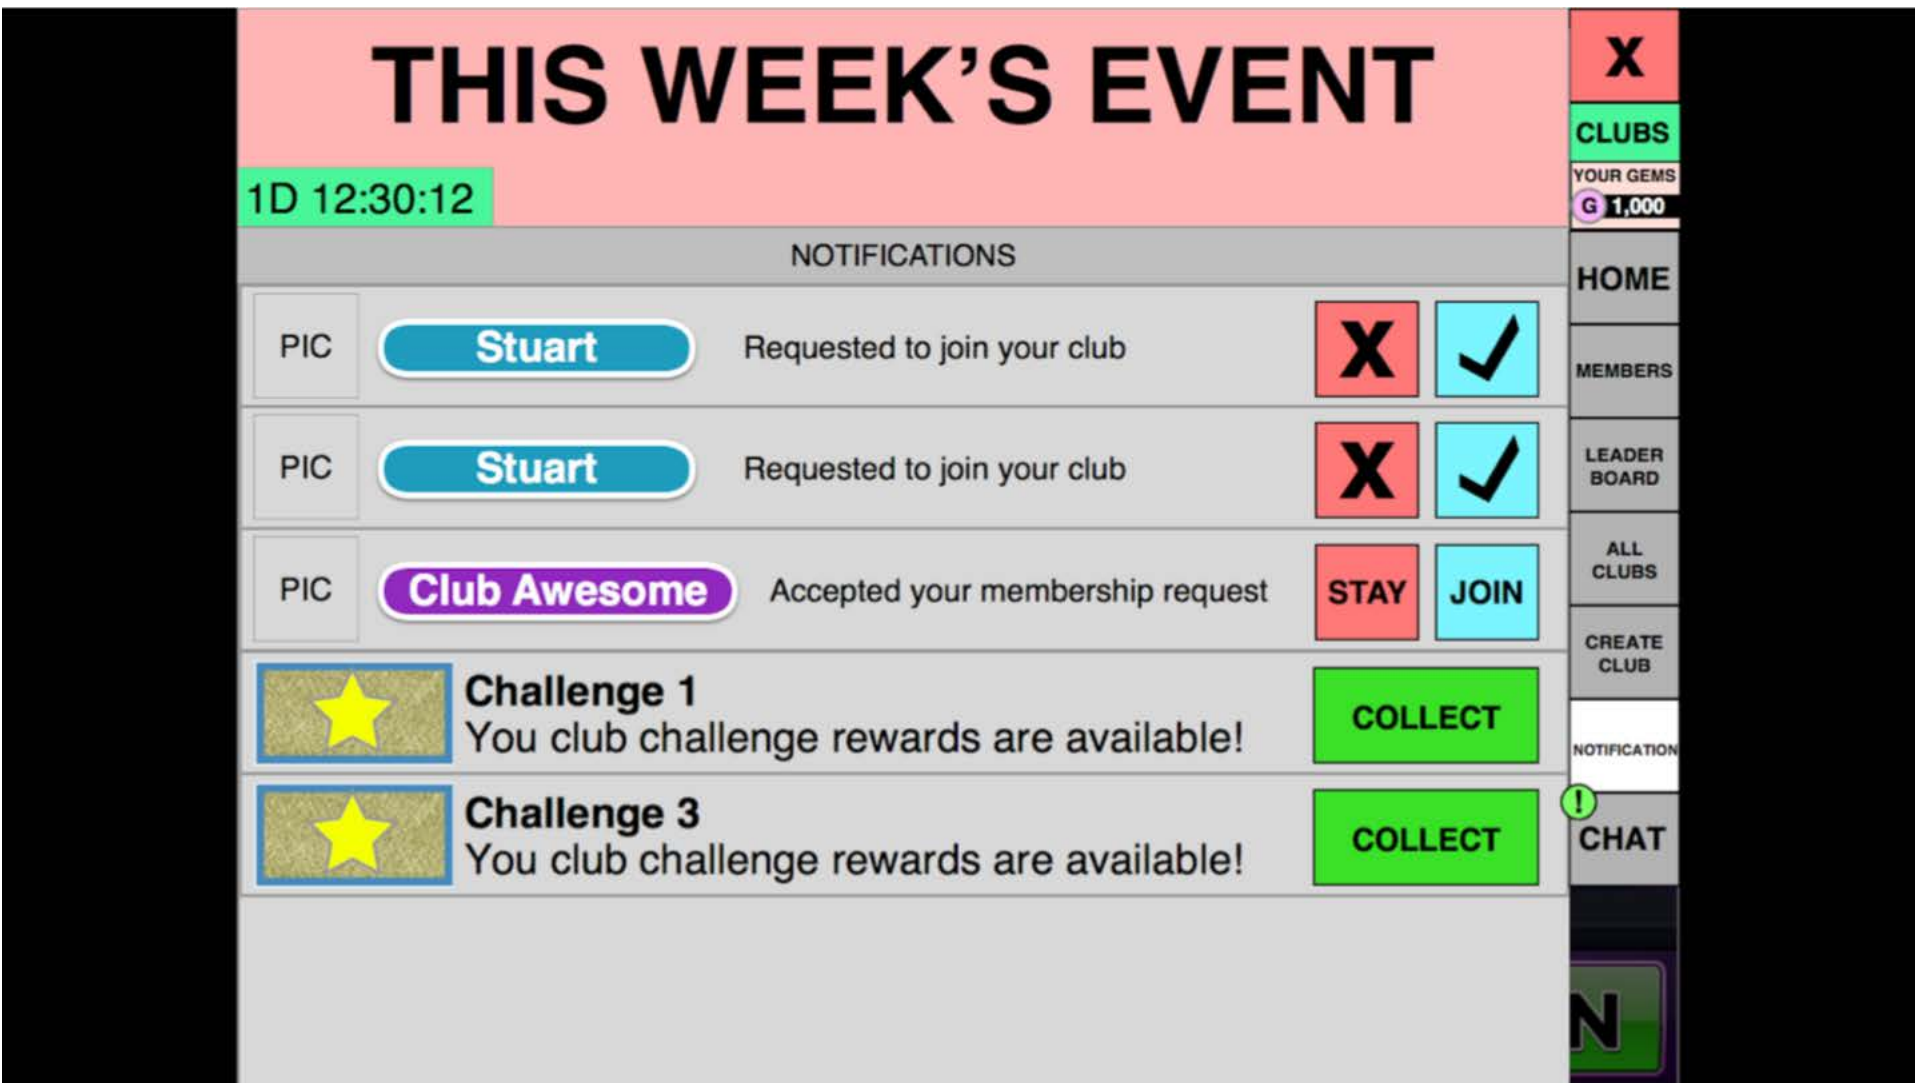 THIS WEEK'S EVENT
1D 12:30:12
NOTIFICATIONS
PIC Stuart Requested to join your club X
PIC Stuart Requested to join your club X
PIC Club Awesome Accepted your membership request STAY JOIN
Challenge 1
You club challenge rewards are available!
COLLECT
Challenge 3
You club challenge rewards are available!
COLLECT
X
CLUBS
YOUR GEMS
G 1,000
HOME
MEMBERS
LEADER
BOARD
ALL
CLUBS
CREATE
CLUB
NOTIFICATION
!
CHAT
N